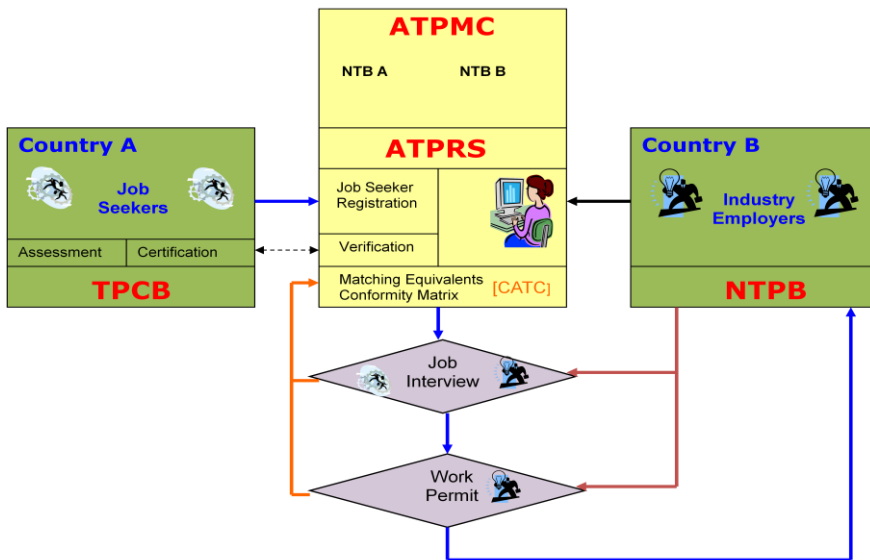 ATPMC
NTB A
NTB B
ATPRS
Country A
Job
Seekers
Assessment
Certification
TPCB
Job Seeker
Registration
Verification
Matching Equivalents
Conformity Matrix
[CATC]
Country B
Industry
Employers
NTPB
Job
Interview
Work
Permit